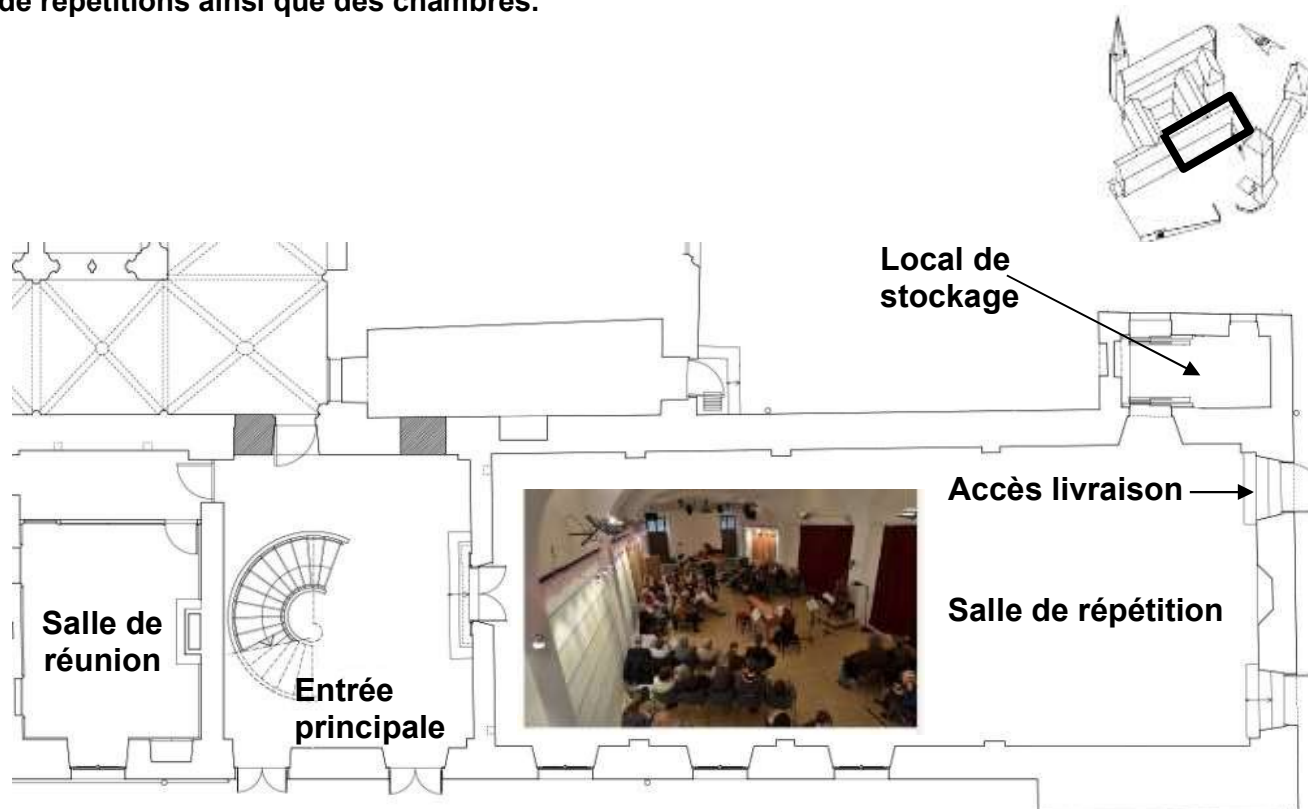 de répétitions ainsi que des chambres.
Local de
stockage
Accès livraison
Salle de répétition
Salle de
réunion
Entrée
principale